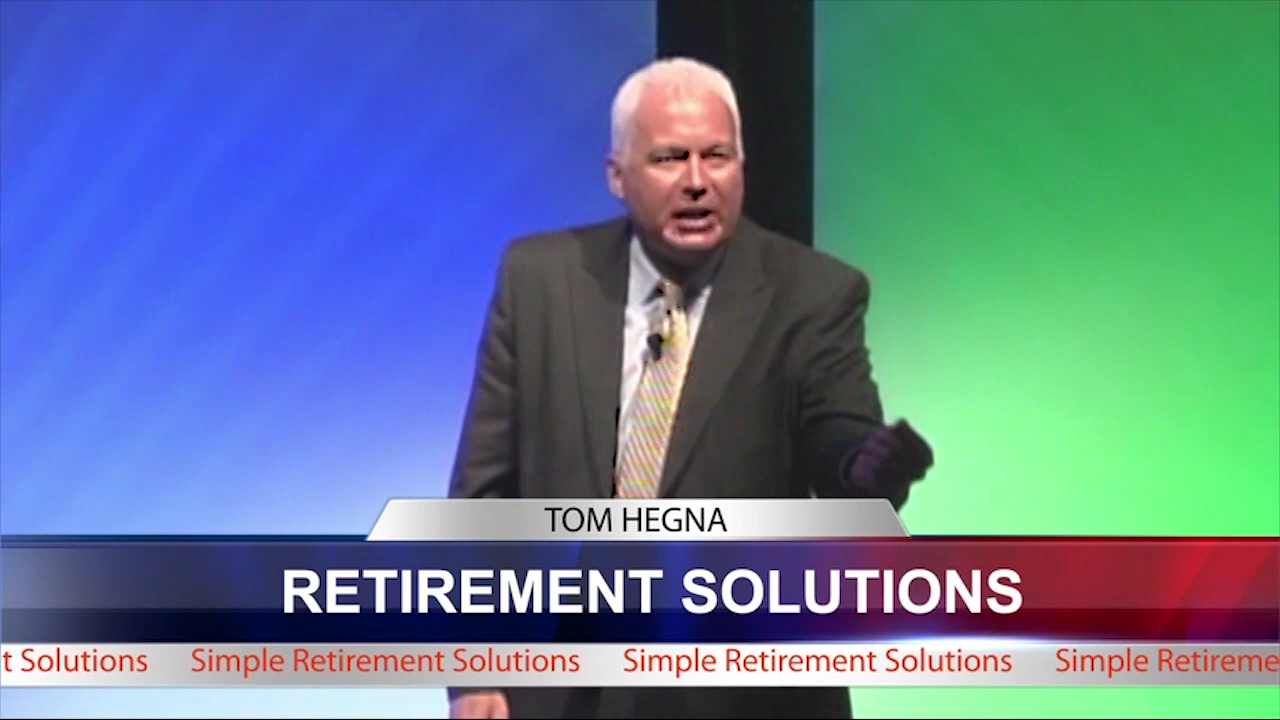 TOM HEGNA
RETIREMENT SOLUTIONS
t Solutions Simple Retirement Solutions Simple Retirement Solutions Simple Retireme